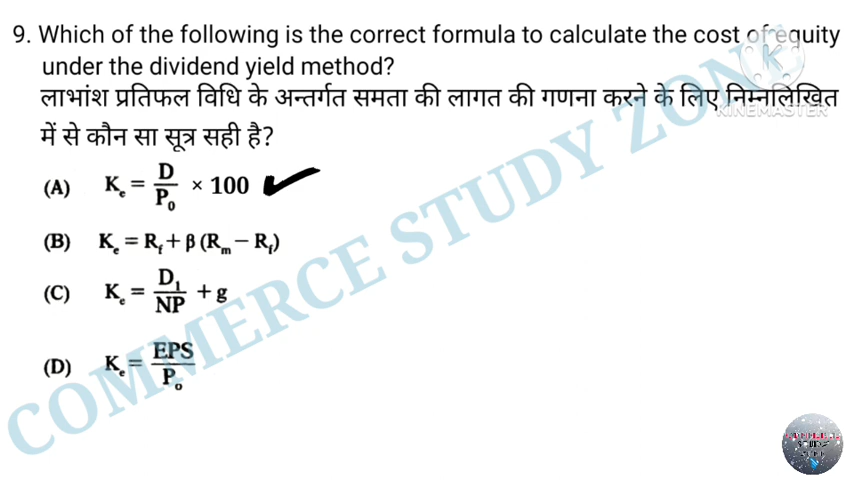 9. Which of the following is the correct formula to calculate the cost of equity
under the dividend yield method?
लाभांश प्रतिफल विधि के अन्तर्गत समता की लागत की गणना करने के लिए निम्नलिखित
में से कौन सा सूत्र सही है?
(A) Kₑ = D/P₀ × 100
(B) Kₑ = R_f + β (Rₘ − R_f)
(C) Kₑ = D₁/NP + g
(D) Kₑ = EPS/P₀
COMMERCE STUDY ZONE
K
KINEMASTER